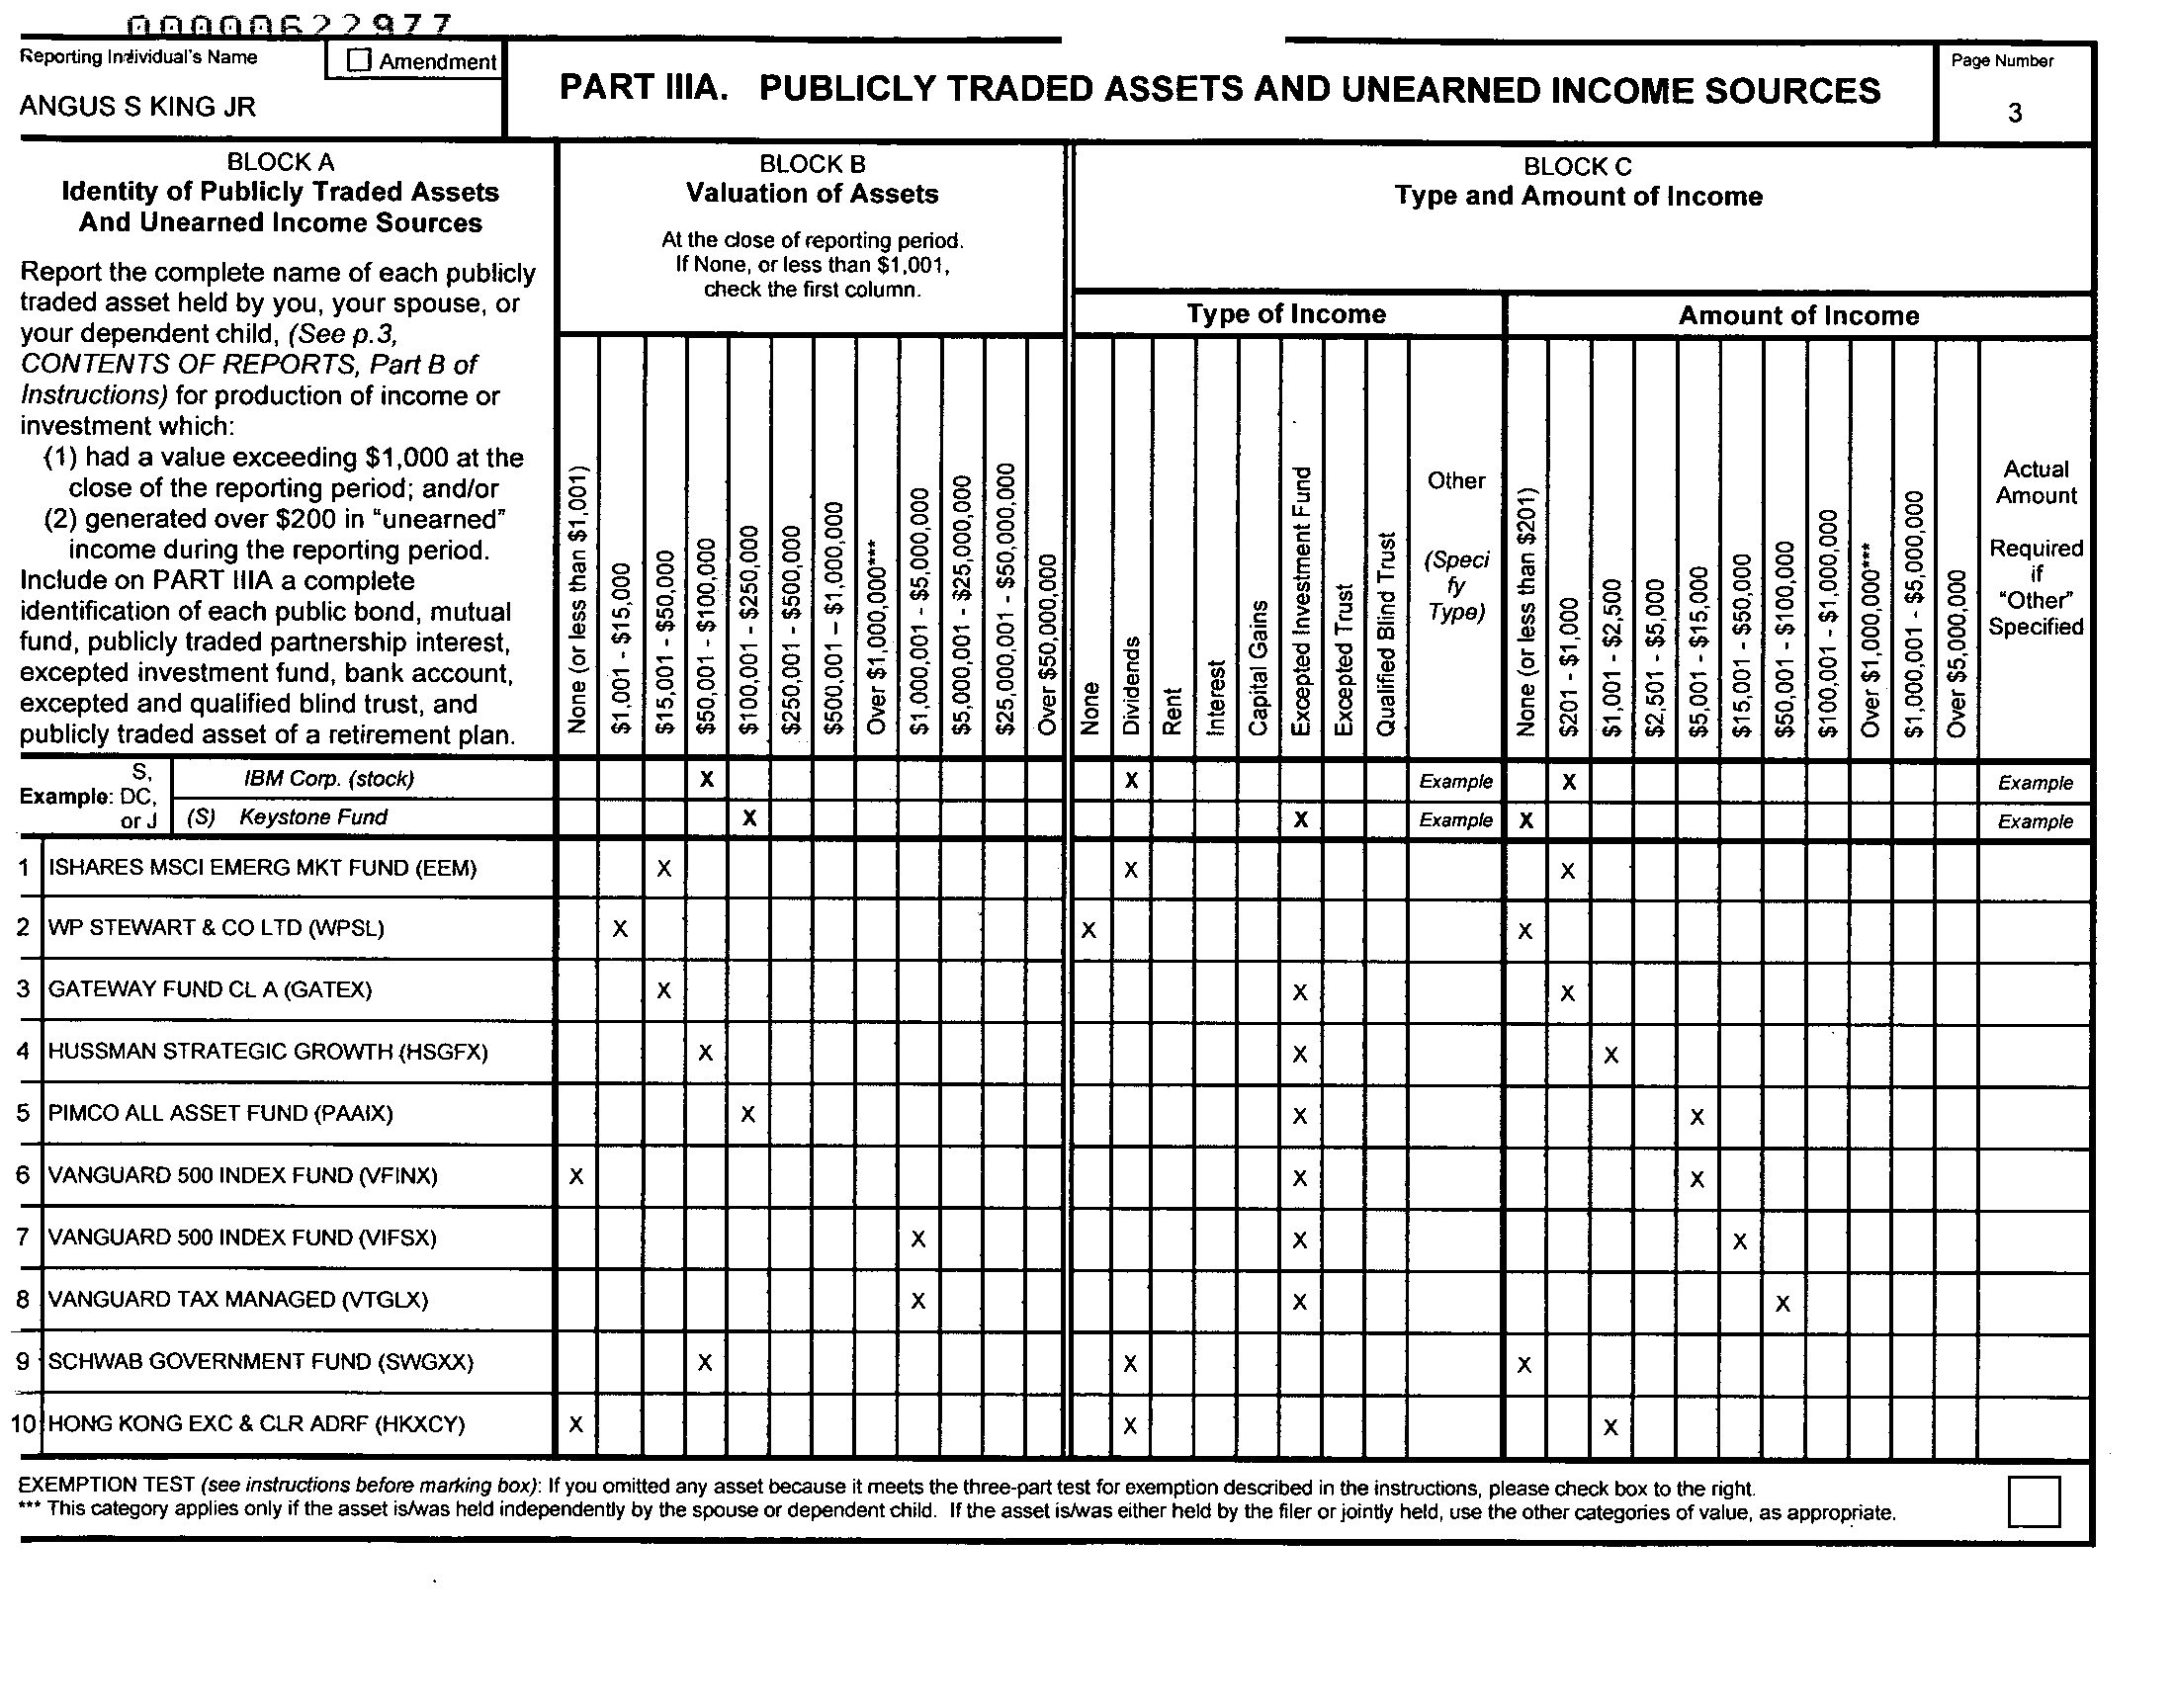 00000622977
Reporting Individual's Name
Amendment
ANGUS S KING JR
PART IIIA. PUBLICLY TRADED ASSETS AND UNEARNED INCOME SOURCES
Page Number
3
BLOCK A
Identity of Publicly Traded Assets
And Unearned Income Sources
Report the complete name of each publicly
traded asset held by you, your spouse, or
your dependent child, (See p.3,
CONTENTS OF REPORTS, Part B of
Instructions) for production of income or
investment which:
(1) had a value exceeding $1,000 at the
close of the reporting period; and/or
(2) generated over $200 in "unearned"
income during the reporting period.
Include on PART IIIA a complete
identification of each public bond, mutual
fund, publicly traded partnership interest,
excepted investment fund, bank account,
excepted and qualified blind trust, and
publicly traded asset of a retirement plan.
BLOCK B
Valuation of Assets
At the close of reporting period.
If None, or less than $1,001,
check the first column.
None (or less than $1,001)
$1,001 - $15,000
$15,001 - $50,000
$50,001 - $100,000
$100,001 - $250,000
$250,001 - $500,000
$500,001 – $1,000,000
Over $1,000,000***
$1,000,001 - $5,000,000
$5,000,001 - $25,000,000
$25,000,001 - $50,000,000
Over $50,000,000
BLOCK C
Type and Amount of Income
Type of Income
None
Dividends
Rent
Interest
Capital Gains
Excepted Investment Fund
Excepted Trust
Qualified Blind Trust
Other
(Speci
fy
Type)
Amount of Income
None (or less than $201)
$201 - $1,000
$1,001 - $2,500
$2,501 - $5,000
$5,001 - $15,000
$15,001 - $50,000
$50,001 - $100,000
$100,001 - $1,000,000
Over $1,000,000***
$1,000,001 - $5,000,000
Over $5,000,000
Actual
Amount
Required
if
"Other"
Specified
Example:
S,
DC,
or J
IBM Corp. (stock) X X Example X Example
(S) Keystone Fund X X Example X Example
1 ISHARES MSCI EMERG MKT FUND (EEM) X X X
2 WP STEWART & CO LTD (WPSL) X X X
3 GATEWAY FUND CL A (GATEX) X X X
4 HUSSMAN STRATEGIC GROWTH (HSGFX) X X X
5 PIMCO ALL ASSET FUND (PAAIX) X X X
6 VANGUARD 500 INDEX FUND (VFINX) X X X
7 VANGUARD 500 INDEX FUND (VIFSX) X X X
8 VANGUARD TAX MANAGED (VTGLX) X X X
9 SCHWAB GOVERNMENT FUND (SWGXX) X X X
10 HONG KONG EXC & CLR ADRF (HKXCY) X X X
EXEMPTION TEST (see instructions before marking box): If you omitted any asset because it meets the three-part test for exemption described in the instructions, please check box to the right.
*** This category applies only if the asset is/was held independently by the spouse or dependent child. If the asset is/was either held by the filer or jointly held, use the other categories of value, as appropriate.